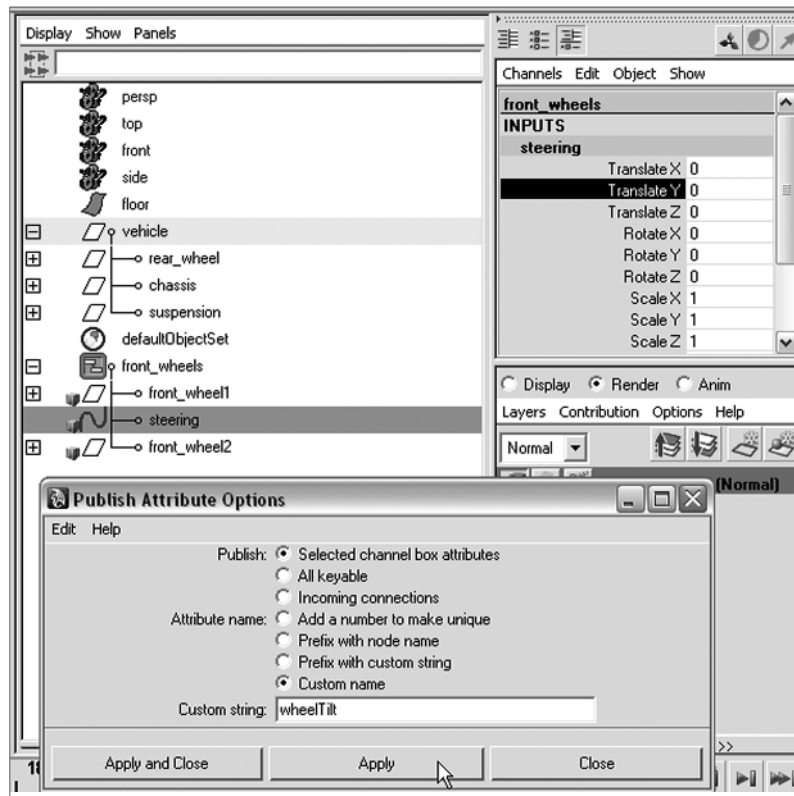 Display Show Panels
persp
top
front
side
floor
vehicle
rear_wheel
chassis
suspension
defaultObjectSet
front_wheels
front_wheel1
steering
front_wheel2
Channels Edit Object Show
front_wheels
INPUTS
steering
Translate X 0
Translate Y 0
Translate Z 0
Rotate X 0
Rotate Y 0
Rotate Z 0
Scale X 1
Scale Y 1
Scale Z 1
Display Render Anim
Layers Contribution Options Help
Normal
(Normal)
Publish Attribute Options
Edit Help
Publish: Selected channel box attributes
All keyable
Incoming connections
Attribute name: Add a number to make unique
Prefix with node name
Prefix with custom string
Custom name
Custom string: wheelTilt
Apply and Close Apply Close
>>